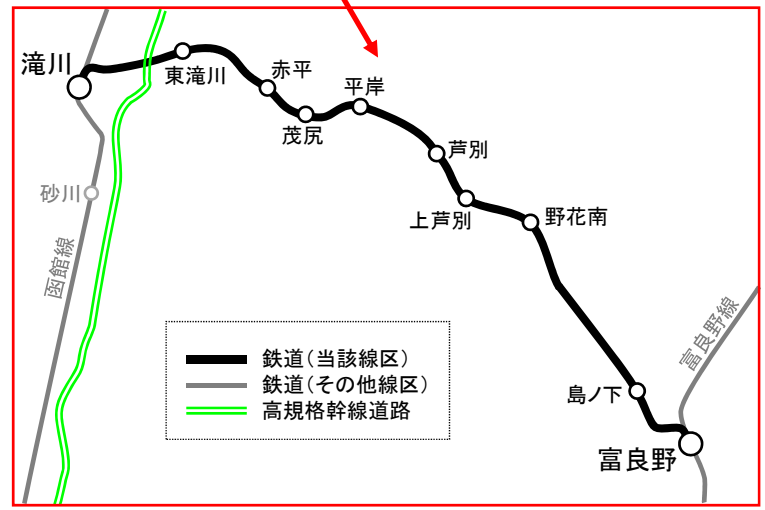 滝川
東滝川
赤平
茂尻
平岸
芦別
上芦別
野花南
砂川
函館線
富良野線
島ノ下
富良野
鉄道(当該線区)
鉄道(その他線区)
高規格幹線道路